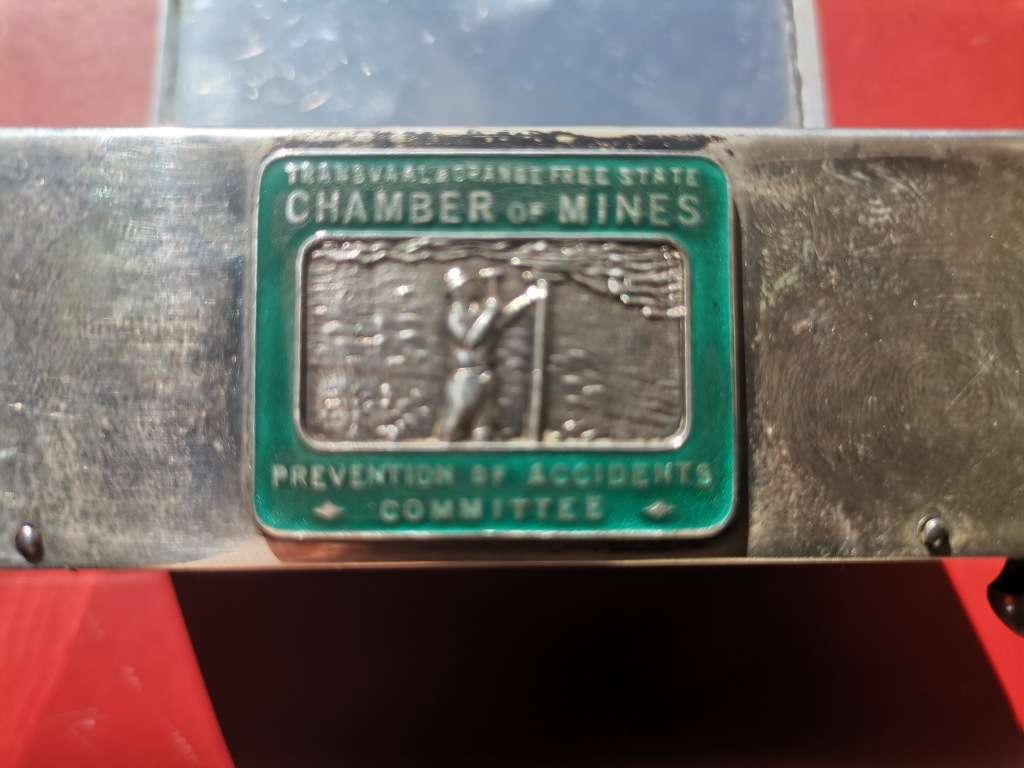 TRANSVAAL & ORANGE FREE STATE
CHAMBER OF MINES
PREVENTION OF ACCIDENTS
COMMITTEE